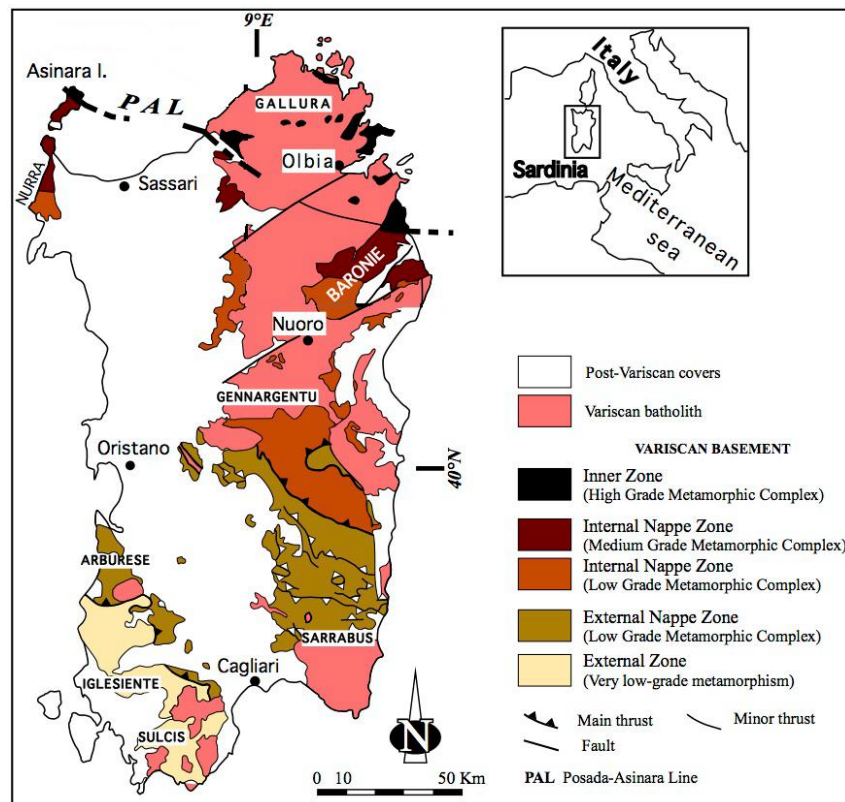 9°E
Asinara I.
PAL
GALLURA
Olbia
NURRA
Sassari
BARONIE
Nuoro
GENNARGENTU
Oristano
40°N
ARBURESE
SARRABUS
IGLESIENTE
Cagliari
SULCIS
N
0 10 50 Km
Italy
Sardinia
Mediterranean
sea
Post-Variscan covers
Variscan batholith
VARISCAN BASEMENT
Inner Zone
(High Grade Metamorphic Complex)
Internal Nappe Zone
(Medium Grade Metamorphic Complex)
Internal Nappe Zone
(Low Grade Metamorphic Complex)
External Nappe Zone
(Low Grade Metamorphic Complex)
External Zone
(Very low-grade metamorphism)
Main thrust
Minor thrust
Fault
PAL Posada-Asinara Line